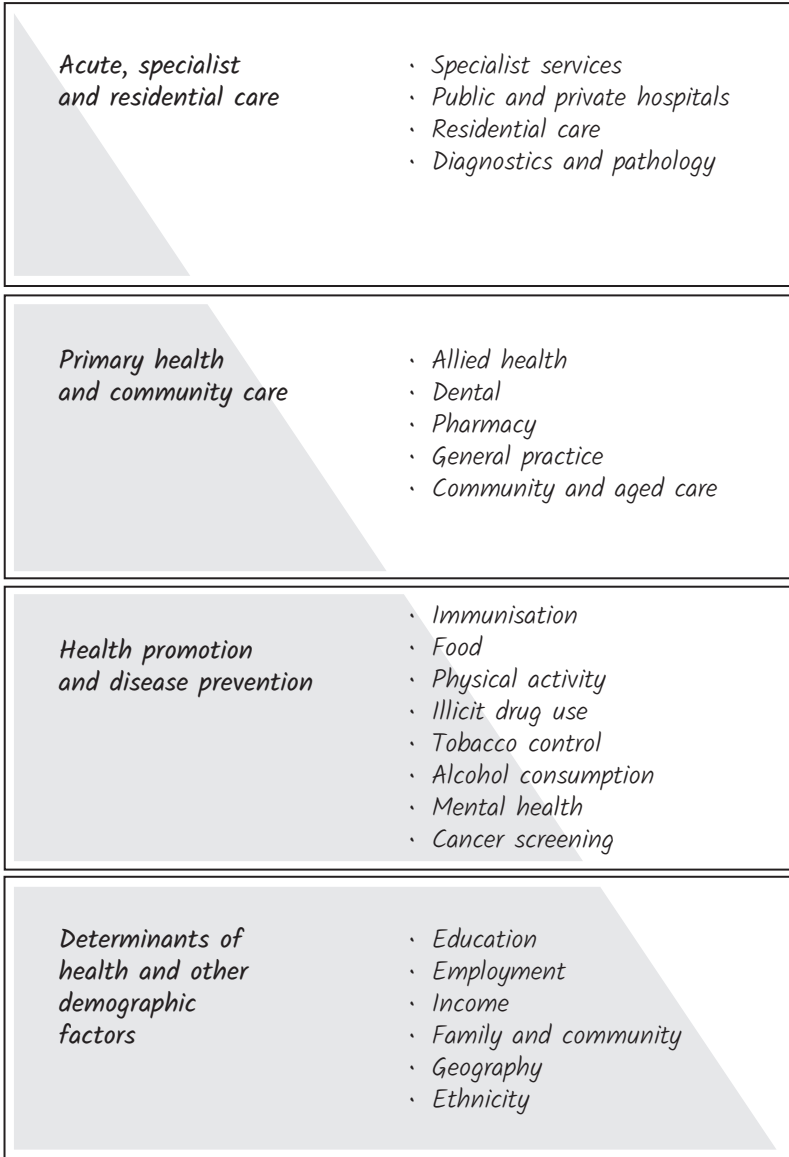 Acute, specialist
and residential care
· Specialist services
· Public and private hospitals
· Residential care
· Diagnostics and pathology
Primary health
and community care
· Allied health
· Dental
· Pharmacy
· General practice
· Community and aged care
Health promotion
and disease prevention
· Immunisation
· Food
· Physical activity
· Illicit drug use
· Tobacco control
· Alcohol consumption
· Mental health
· Cancer screening
Determinants of
health and other
demographic
factors
· Education
· Employment
· Income
· Family and community
· Geography
· Ethnicity